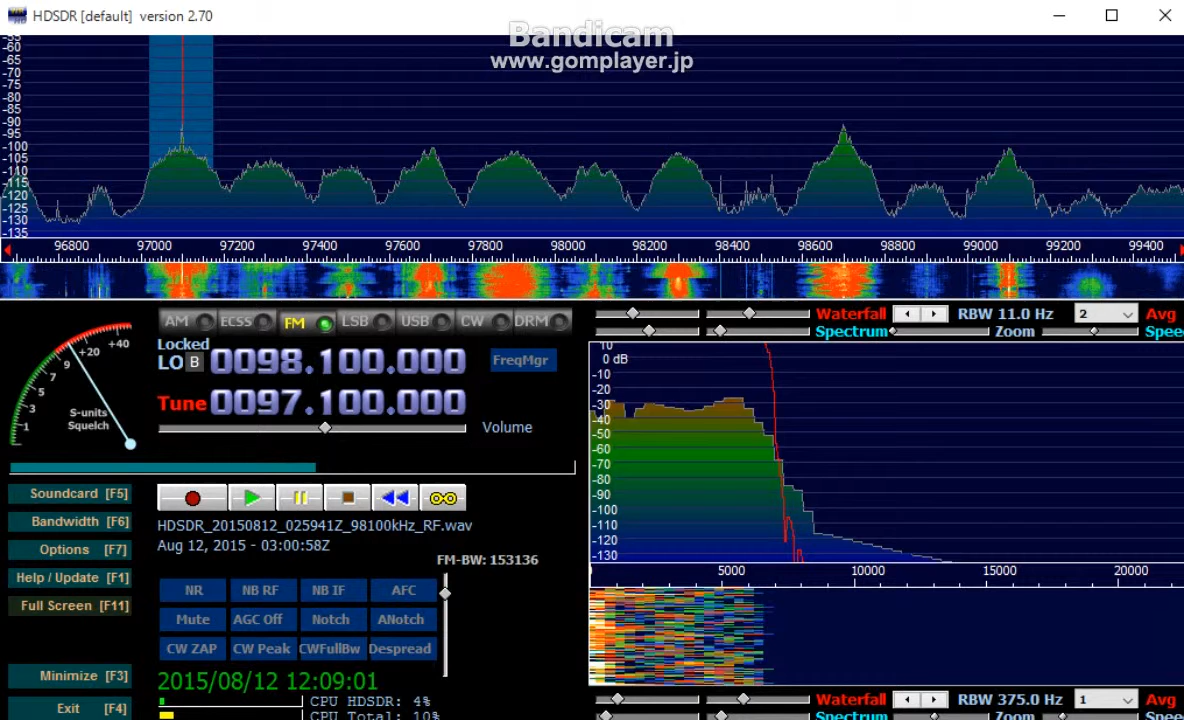 HDSDR [default] version 2.70
Bandicam
www.gomplayer.jp
-55
-60
-65
-70
-75
-80
-85
-90
-95
-100
-105
-110
-115
-120
-125
-130
-135
96800 97000 97200 97400 97600 97800 98000 98200 98400 98600 98800 99000 99200 99400
AM ECSS FM LSB USB CW DRM
Waterfall RBW 11.0 Hz 2 Avg
Spectrum Zoom Spee
+40
+20
9
7
5
3
1
S-units
Squelch
Locked
LO B 0098.100.000 FreqMgr
Tune 0097.100.000
Volume
10
0 dB
-10
-20
-30
-40
-50
-60
-70
-80
-90
-100
-110
-120
-130
5000 10000 15000 20000
Soundcard [F5]
Bandwidth [F6]
Options [F7]
Help / Update [F1]
Full Screen [F11]
Minimize [F3]
Exit [F4]
HDSDR_20150812_025941Z_98100kHz_RF.wav
Aug 12, 2015 - 03:00:58Z
FM-BW: 153136
NR NB RF NB IF AFC
Mute AGC Off Notch ANotch
CW ZAP CW Peak CWFullBw Despread
2015/08/12 12:09:01
CPU HDSDR: 4%
CPU Total: 10%
Waterfall RBW 375.0 Hz 1 Avg
Spectrum Zoom Speed